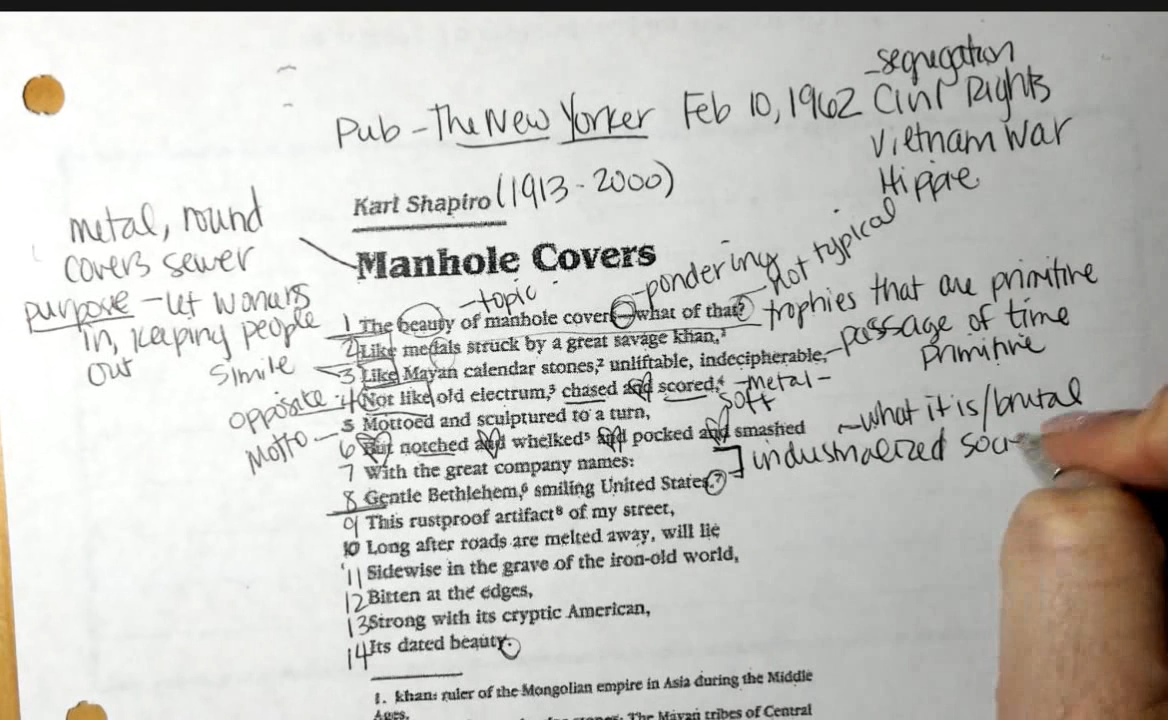 -segregation
Pub - The New Yorker Feb 10, 1962 Civil Rights
Vietnam War
Hippie
Karl Shapiro (1913-2000)
metal, round
covers sewer
purpose - let workers
in, keeping people
out
Manhole Covers
-topic
-pondering
-not typical
1 The beauty of manhole covers—what of that?
trophies that are primitive
2 Like medals struck by a great savage khan,¹
simile
3 Like Mayan calendar stones,² unliftable, indecipherable,
-passage of time
primitive
opposite
4 Not like old electrum,³ chased and scored,⁴
-metal-
soft
5 Mottoed and sculptured to a turn,
Motto -
6 But notched and whelked⁵ and pocked and smashed
-what it is/brutal
7 With the great company names:
] industrialized soci
8 Gentle Bethlehem,⁶ smiling United States.⁷
9 This rustproof artifact⁸ of my street,
10 Long after roads are melted away, will lie
11 Sidewise in the grave of the iron-old world,
12 Bitten at the edges,
13 Strong with its cryptic American,
14 Its dated beauty.
1. khan: ruler of the Mongolian empire in Asia during the Middle
Ages.
stones: The Mayan tribes of Central